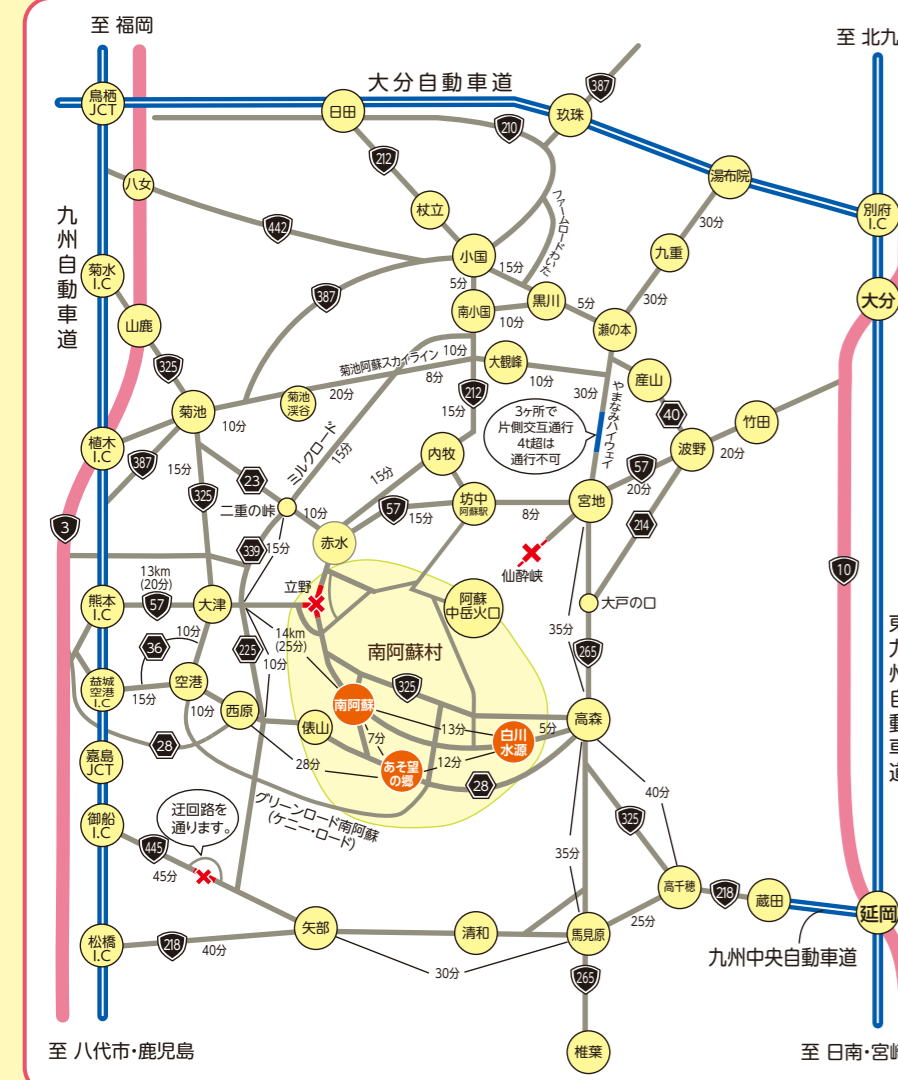 至 福岡
至 北九
大分自動車道
鳥栖
JCT
日田
387
玖珠
210
212
八女
湯布院
杖立
ファームロードわいた
九州自動車道
442
30分
別府
I.C
小国
15分
九重
菊水
I.C
5分
387
黒川
5分
30分
大分
南小国
10分
瀬の本
山鹿
菊池阿蘇スカイライン
10分
大観峰
325
8分
10分
産山
菊池
渓谷
20分
30分
やまなみハイウェイ
212
菊池
10分
15分
3ヶ所で
片側交互通行
4t超は
通行不可
40
竹田
ミルクロード
15分
植木
I.C
387
15分
内牧
波野
20分
57
20分
23
15分
325
坊中
阿蘇駅
宮地
二重の峠
10分
57
15分
8分
214
3
赤水
339
15分
仙酔峡
10
13km
(20分)
立野
阿蘇
中岳火口
大戸の口
熊本
I.C
57
大津
10分
14km
(25分)
35分
36
225
10分
南阿蘇村
265
325
益城
空港
I.C
15分
空港
10分
西原
南阿蘇
高森
俵山
13分
白川
水源
5分
7分
28
嘉島
JCT
28分
あそ望
の郷
12分
28
40分
グリーンロード南阿蘇
(ケニー・ロード)
迂回路を
通ります。
御船
I.C
325
445
45分
35分
高千穂
218
蔵田
延岡
25分
松橋
I.C
218
40分
矢部
清和
馬見原
九州中央自動車道
30分
265
椎葉
至 八代市・鹿児島
至 日南・宮